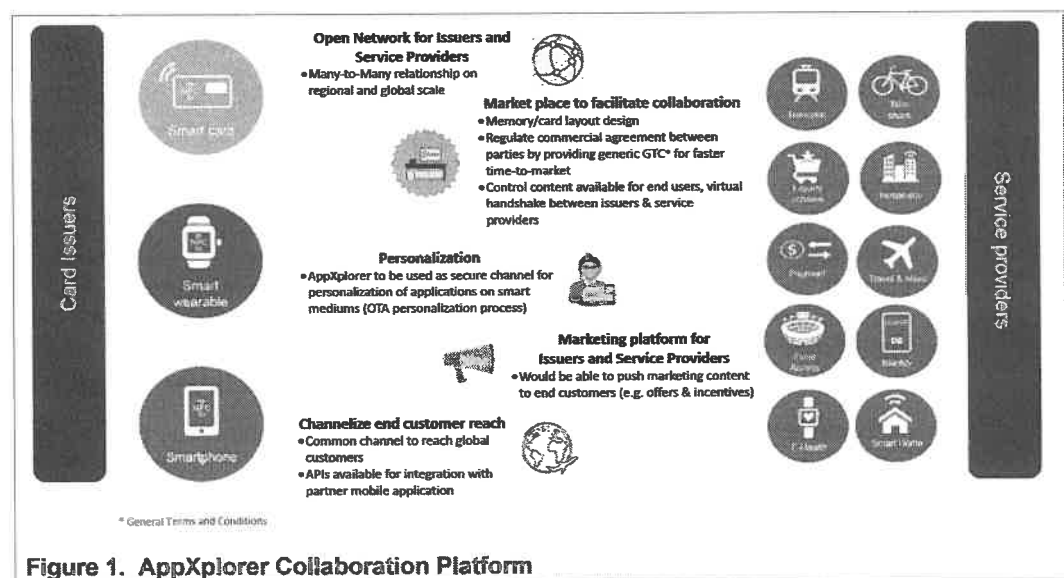 Card Issuers
Smart card
Smart
wearable
Smartphone
Open Network for Issuers and
Service Providers
•Many-to-Many relationship on
regional and global scale
Market place to facilitate collaboration
•Memory/card layout design
•Regulate commercial agreement between
parties by providing generic GTC* for faster
time-to-market
•Control content available for end users, virtual
handshake between issuers & service
providers
Personalization
•AppXplorer to be used as secure channel for
personalization of applications on smart
mediums (OTA personalization process)
Marketing platform for
Issuers and Service Providers
•Would be able to push marketing content
to end customers (e.g. offers & incentives)
Channelize end customer reach
•Common channel to reach global
customers
•APIs available for integration with
partner mobile application
share
Payment
Travel & More
Smart Home
Service providers
* General Terms and Conditions
Figure 1. AppXplorer Collaboration Platform